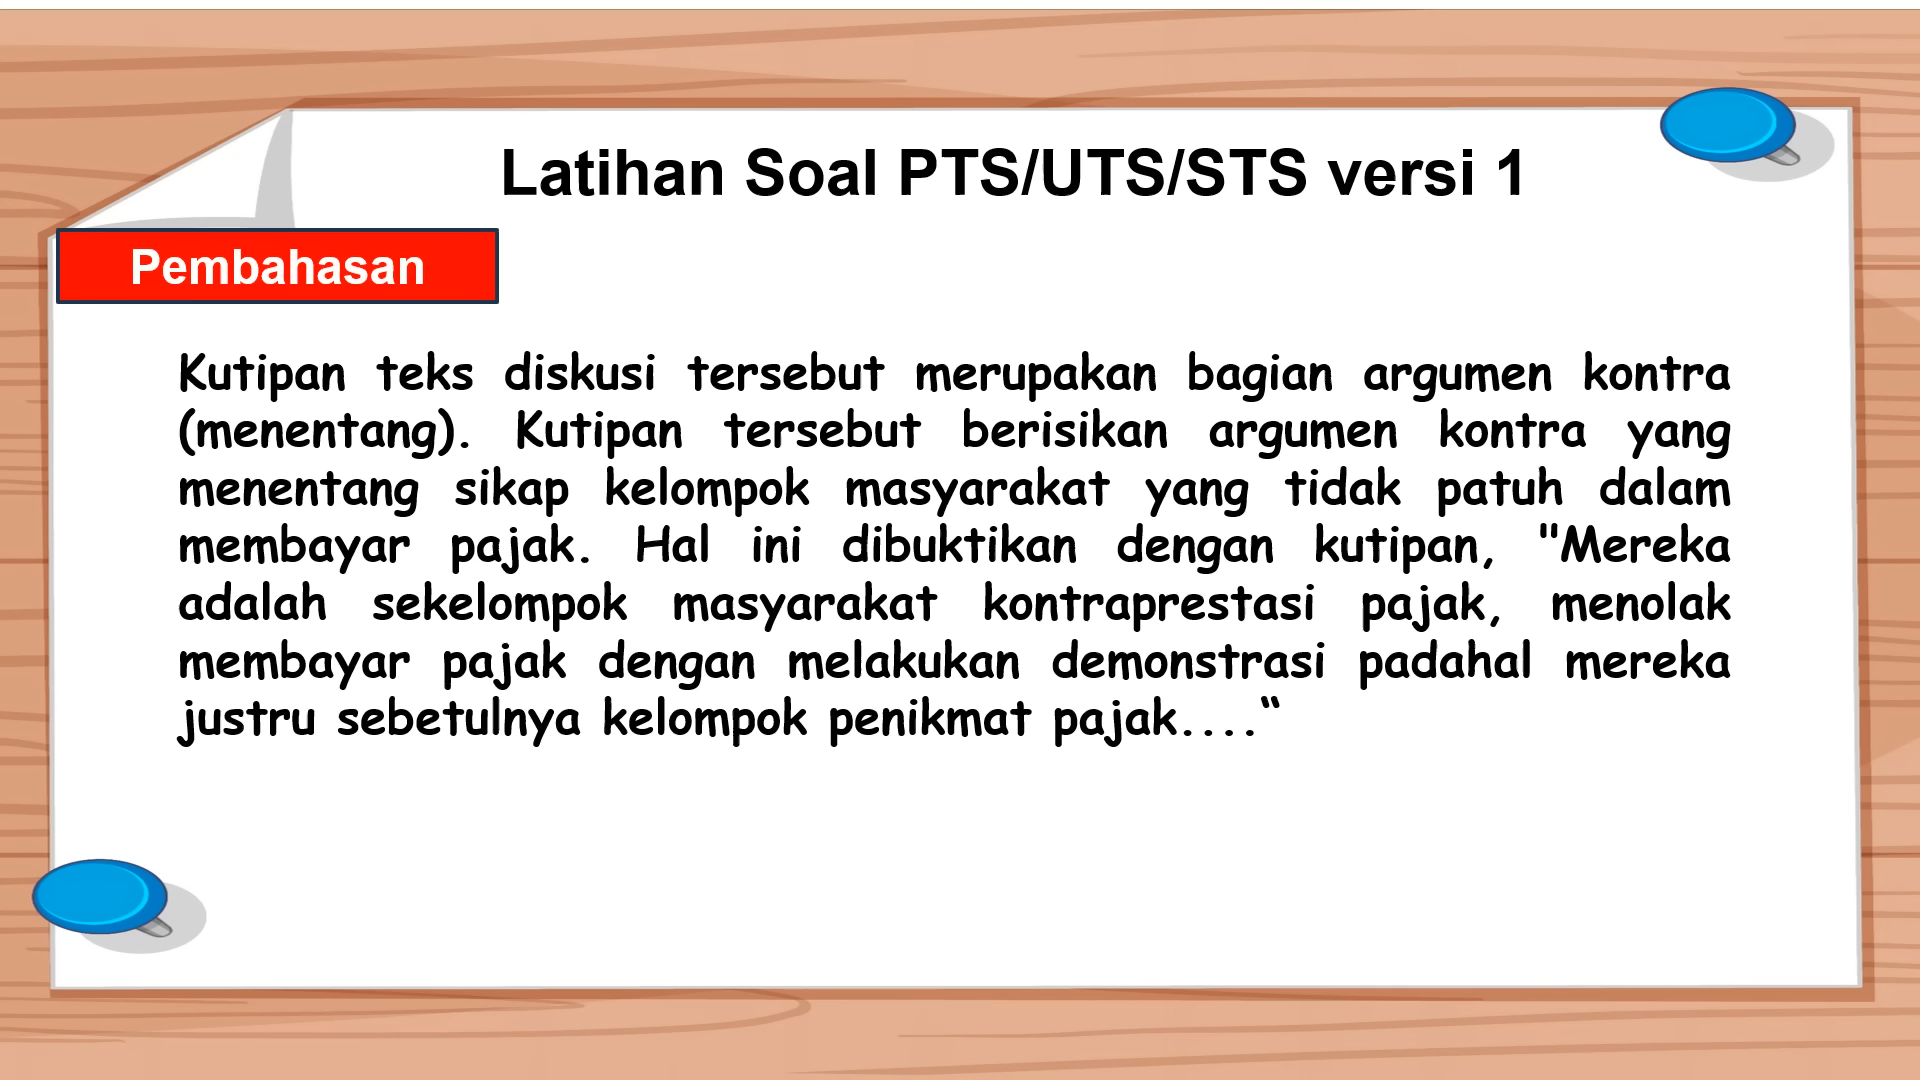 Latihan Soal PTS/UTS/STS versi 1
Pembahasan
Kutipan teks diskusi tersebut merupakan bagian argumen kontra
(menentang). Kutipan tersebut berisikan argumen kontra yang
menentang sikap kelompok masyarakat yang tidak patuh dalam
membayar pajak. Hal ini dibuktikan dengan kutipan, "Mereka
adalah sekelompok masyarakat kontraprestasi pajak, menolak
membayar pajak dengan melakukan demonstrasi padahal mereka
justru sebetulnya kelompok penikmat pajak....“